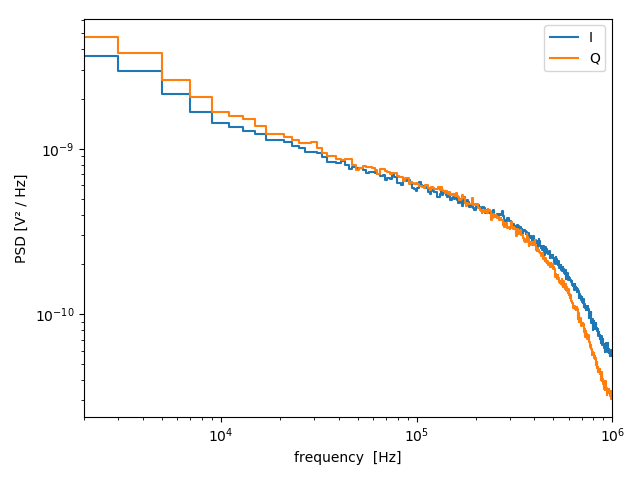 I
Q
10⁻⁹
10⁻¹⁰
PSD [V² / Hz]
10⁴
10⁵
10⁶
frequency [Hz]